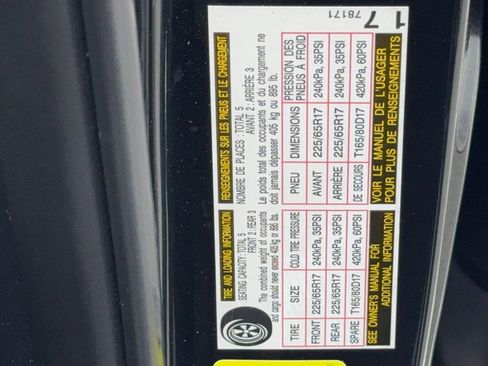 TIRE AND LOADING INFORMATION
SEATING CAPACITY: TOTAL 5
FRONT 2: REAR 3
The combined weight of occupants
and cargo should never exceed 405 kg or 895 lbs.
TIRE SIZE COLD TIRE PRESSURE
FRONT 225/65R17 240kPa, 35PSI
REAR 225/65R17 240kPa, 35PSI
SPARE T165/80D17 420kPa, 60PSI
SEE OWNER'S MANUAL FOR
ADDITIONAL INFORMATION
RENSEIGNEMENTS SUR LES PNEUS ET LE CHARGEMENT
NOMBRE DE PLACES : TOTAL 5
AVANT 2 : ARRIÈRE 3
Le poids total des occupants et du chargement ne
doit jamais dépasser 405 kg ou 895 lb.
PNEU DIMENSIONS PRESSION DES
PNEUS À FROID
AVANT 225/65R17 240kPa, 35PSI
ARRIÈRE 225/65R17 240kPa, 35PSI
DE SECOURS T165/80D17 420kPa, 60PSI
VOIR LE MANUEL DE L'USAGER
POUR PLUS DE RENSEIGNEMENTS
78171
1 7